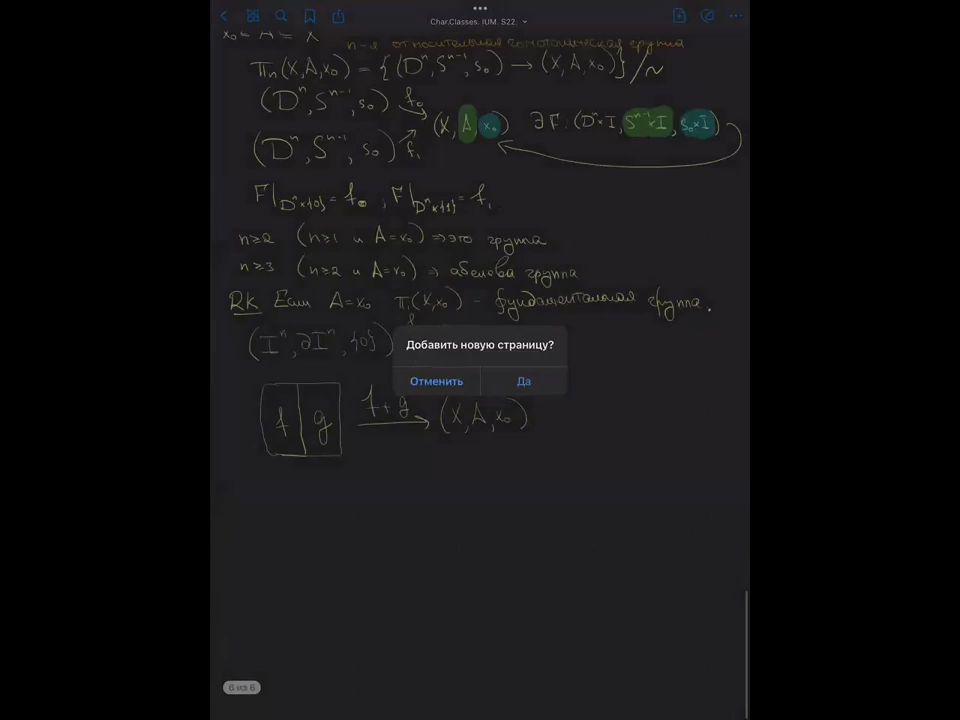 Char.Classes. IUM. S22
x₀ ∈ A ⊆ X
n-я относительная гомотопическая группа
πₙ(X,A,x₀) = {(Dⁿ,Sⁿ⁻¹,s₀) → (X,A,x₀)}/~
(Dⁿ,Sⁿ⁻¹,s₀) f₀
(X,A,x₀) ∃F: (Dⁿ×I, Sⁿ⁻¹×I, s₀×I)
(Dⁿ,Sⁿ⁻¹,s₀) f₁
F|Dⁿ×{0} = f₀, F|Dⁿ×{1} = f₁
n≥2 (n≥1 и A=x₀) ⇒ это группа
n≥3 (n≥2 и A=x₀) ⇒ абелева группа
RK Если A=x₀ π₁(X,x₀) - фундаментальная группа.
(Iⁿ,∂Iⁿ,{0})
Добавить новую страницу?
Отменить Да
f g f+g → (X,A,x₀)
6 из 6